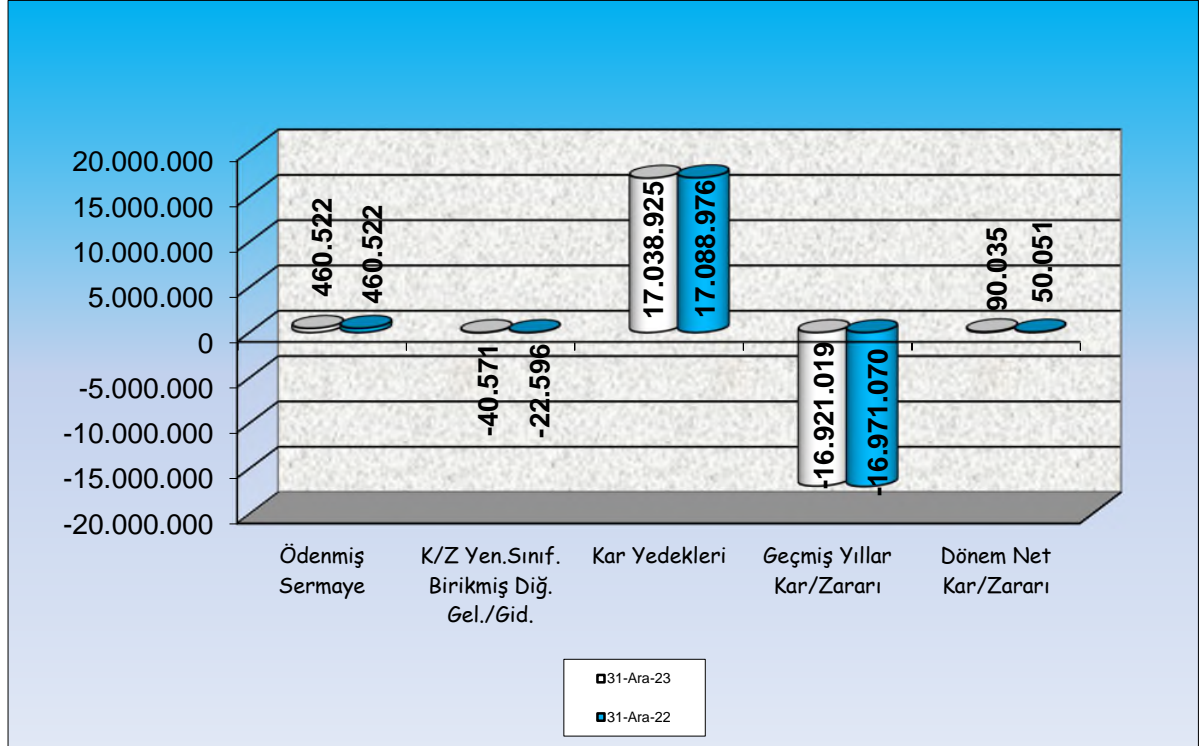 20.000.000
15.000.000
10.000.000
5.000.000
0
-5.000.000
-10.000.000
-15.000.000
-20.000.000
460.522
460.522
-40.571
-22.596
17.038.925
17.088.976
-16.921.019
-16.971.070
90.035
50.051
Ödenmiş
Sermaye
K/Z Yen.Sınıf.
Birikmiş Diğ.
Gel./Gid.
Kar Yedekleri
Geçmiş Yıllar
Kar/Zararı
Dönem Net
Kar/Zararı
31-Ara-23
31-Ara-22